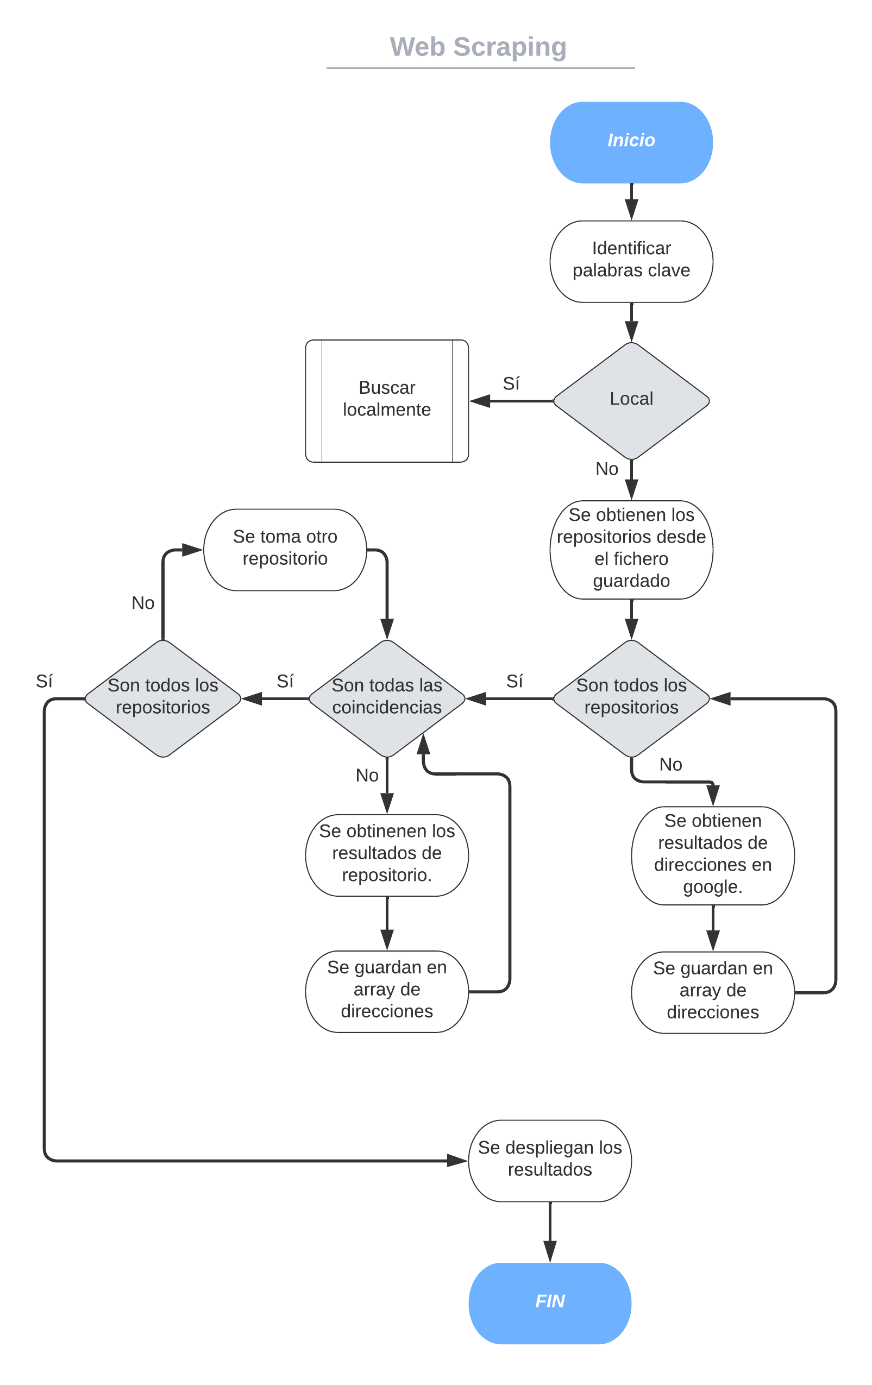 Web Scraping
Inicio
Identificar
palabras clave
Buscar
localmente
Sí
Local
No
Se obtienen los
repositorios desde
el fichero
guardado
Se toma otro
repositorio
No
Sí
Son todos los
repositorios
Sí
Son todas las
coincidencias
Sí
Son todos los
repositorios
No
No
Se obtinenen los
resultados de
repositorio.
Se obtienen
resultados de
direcciones en
google.
Se guardan en
array de
direcciones
Se guardan en
array de
direcciones
Se despliegan los
resultados
FIN